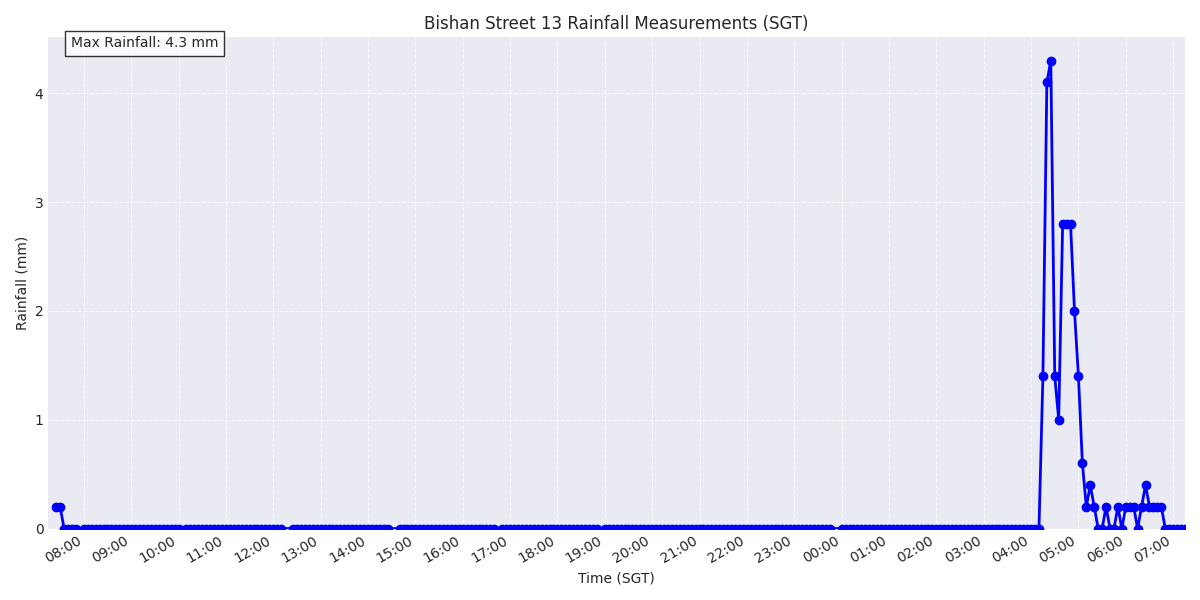 Bishan Street 13 Rainfall Measurements (SGT)
Max Rainfall: 4.3 mm
Rainfall (mm)
4
3
2
1
0
08:00 09:00 10:00 11:00 12:00 13:00 14:00 15:00 16:00 17:00 18:00 19:00 20:00 21:00 22:00 23:00 00:00 01:00 02:00 03:00 04:00 05:00 06:00 07:00
Time (SGT)